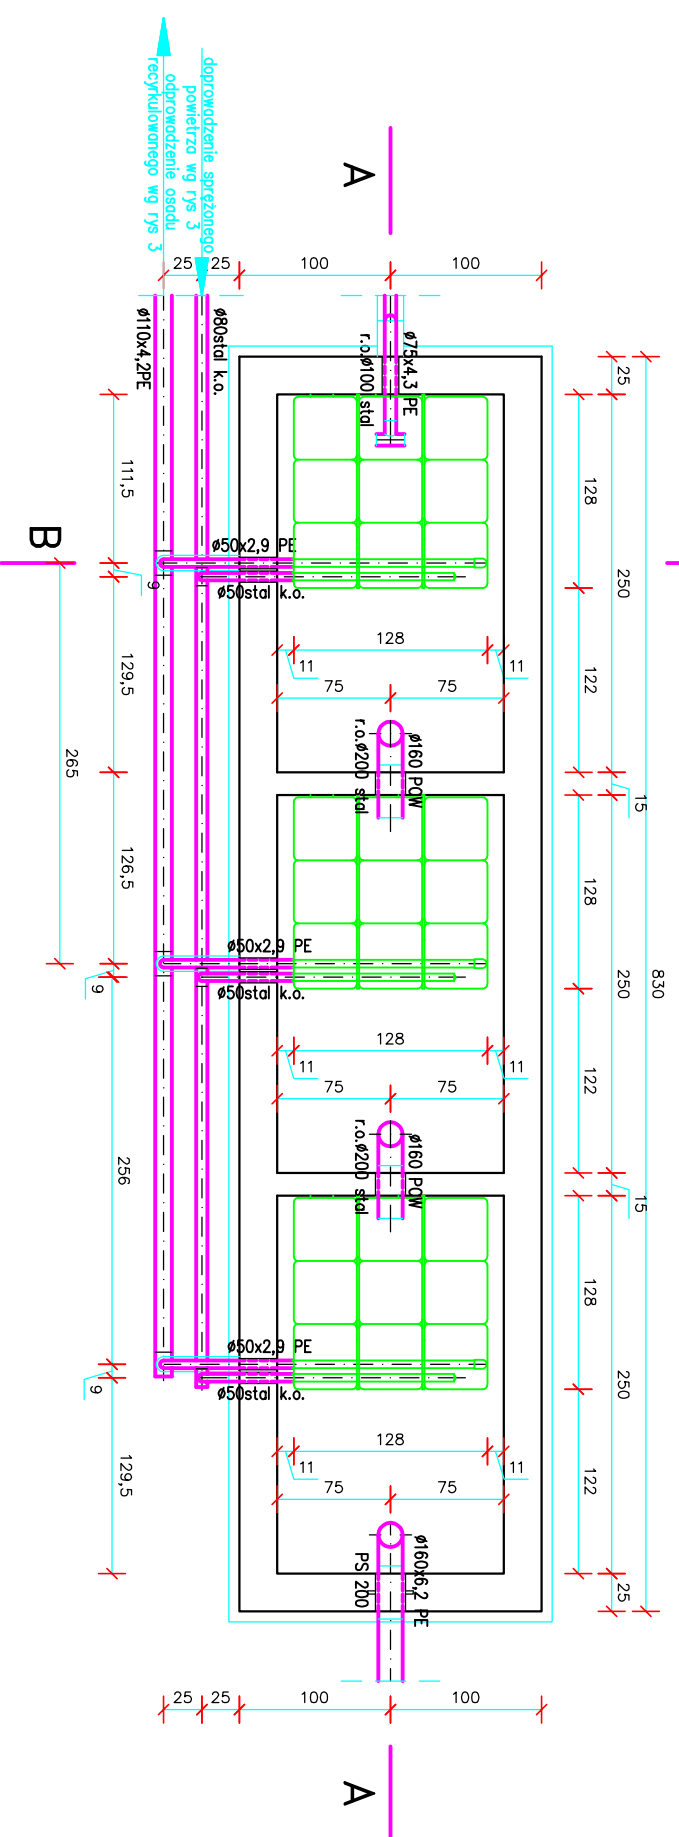 doprowadzenie sprężonego
powietrza wg rys 3
odprowadzenie osadu
recyrkulowanego wg rys 3
A
25
25
100
100
ø110x4,2PE
ø80stal k.o.
ø75x4,3 PE
r.o.ø100 stal
25
128
111,5
250
B
ø50x2,9 PE
ø50stal k.o.
9
128
11
11
122
75
75
129,5
265
ø160 PCW
r.o.ø200 stal
15
128
126,5
830
250
ø50x2,9 PE
ø50stal k.o.
9
128
11
11
122
75
75
256
ø160 PCW
r.o.ø200 stal
15
128
250
ø50x2,9 PE
ø50stal k.o.
9
128
11
11
122
75
75
129,5
ø160x6,2 PE
PS 200
25
25
25
100
100
A